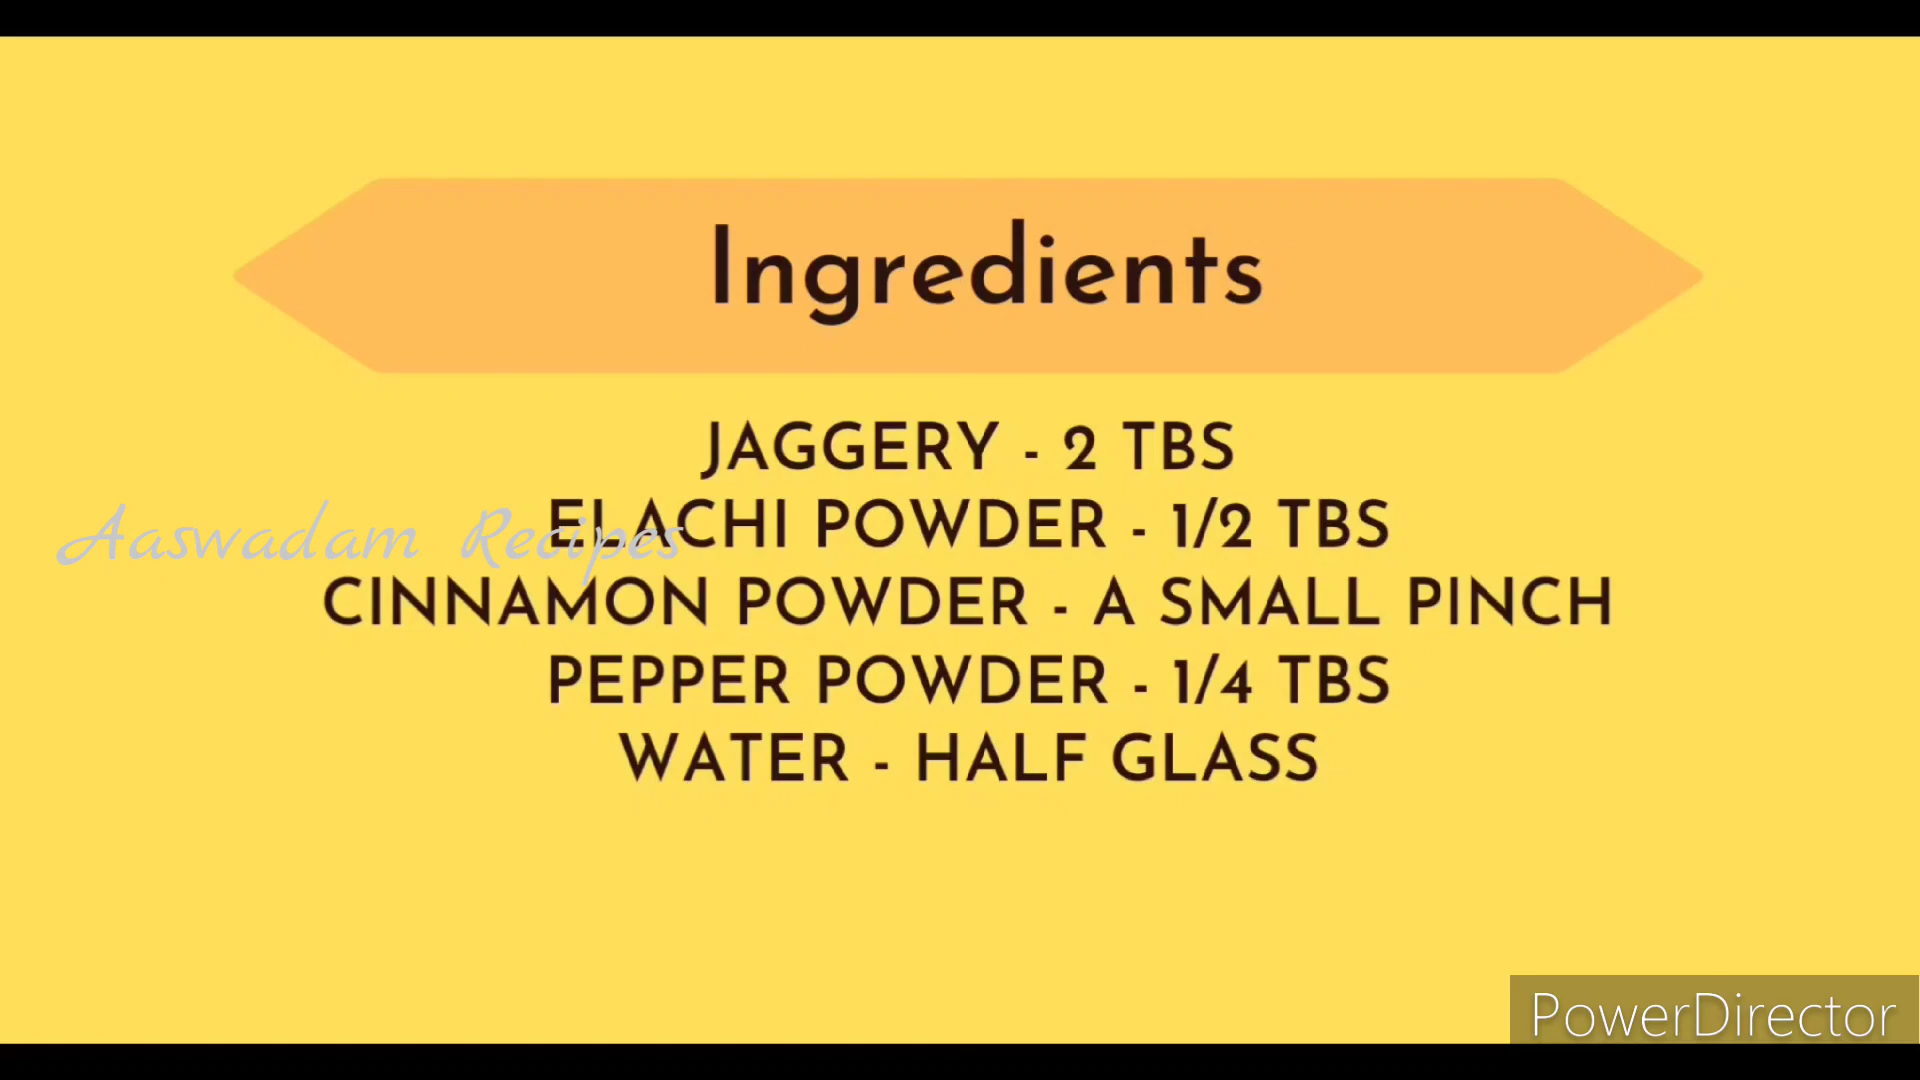 Ingredients
JAGGERY - 2 TBS
ELACHI POWDER - 1/2 TBS
Aaswadam Recipes
CINNAMON POWDER - A SMALL PINCH
PEPPER POWDER - 1/4 TBS
WATER - HALF GLASS
PowerDirector